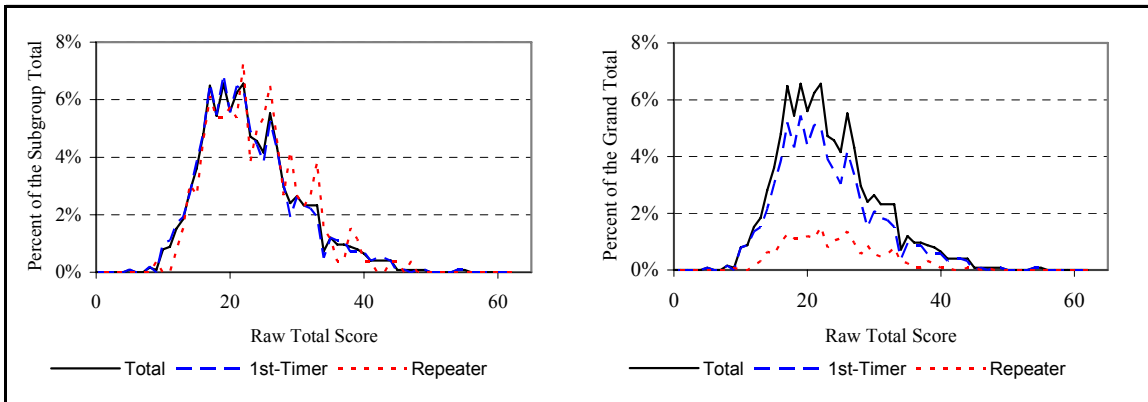 Percent of the Subgroup Total
8%
6%
4%
2%
0%
0 20 40 60
Raw Total Score
Total 1st-Timer Repeater
Percent of the Grand Total
8%
6%
4%
2%
0%
0 20 40 60
Raw Total Score
Total 1st-Timer Repeater